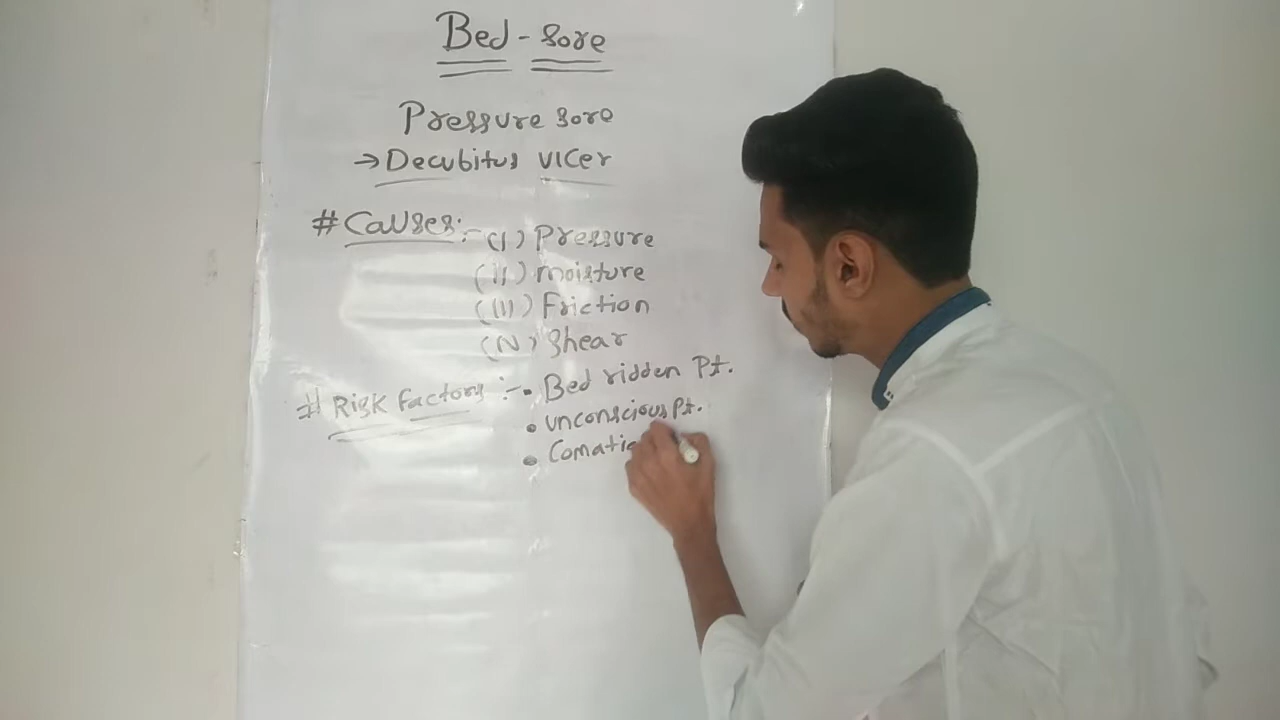 Bed - Sore
Pressure sore
→ Decubitus Ulcer
# Causes :- (I) Pressure
(II) Moisture
(III) Friction
(IV) Shear
# Risk Factors :- • Bed ridden Pt.
• Unconscious Pt.
• Comati